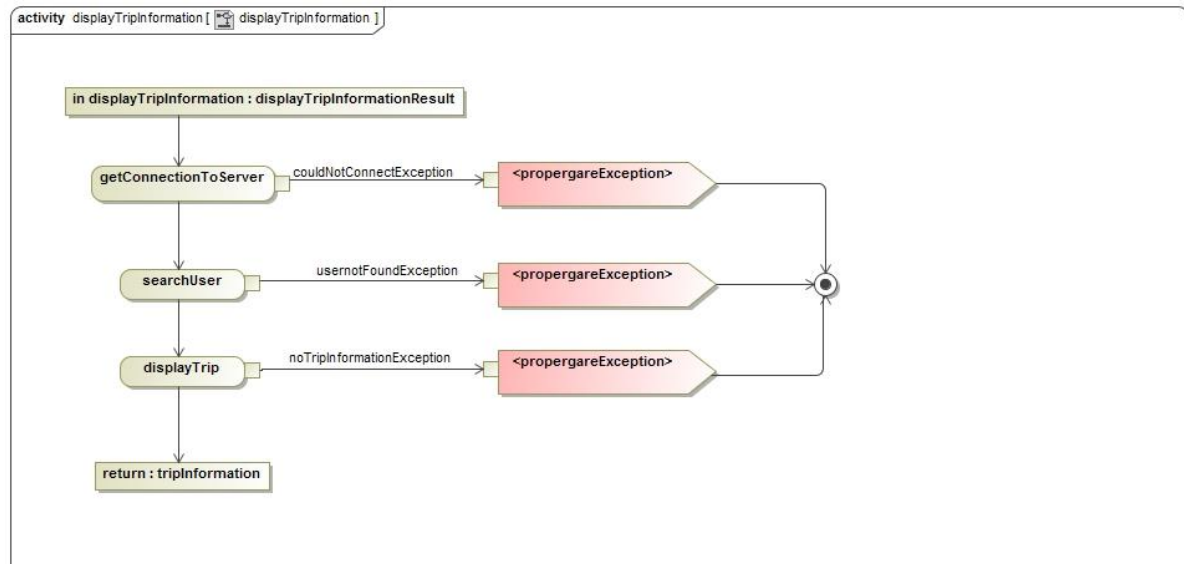 activity displayTripInformation [ displayTripInformation ]
in displayTripInformation : displayTripInformationResult
getConnectionToServer
couldNotConnectException
<propergareException>
searchUser
usernotFoundException
<propergareException>
displayTrip
noTripInformationException
<propergareException>
return : tripInformation